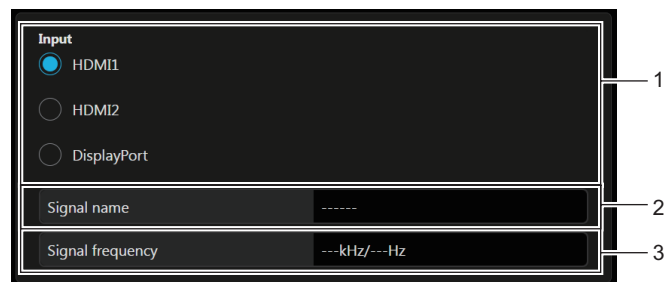 Input
HDMI1
1
HDMI2
DisplayPort
Signal name ------ 2
Signal frequency ---kHz/---Hz 3